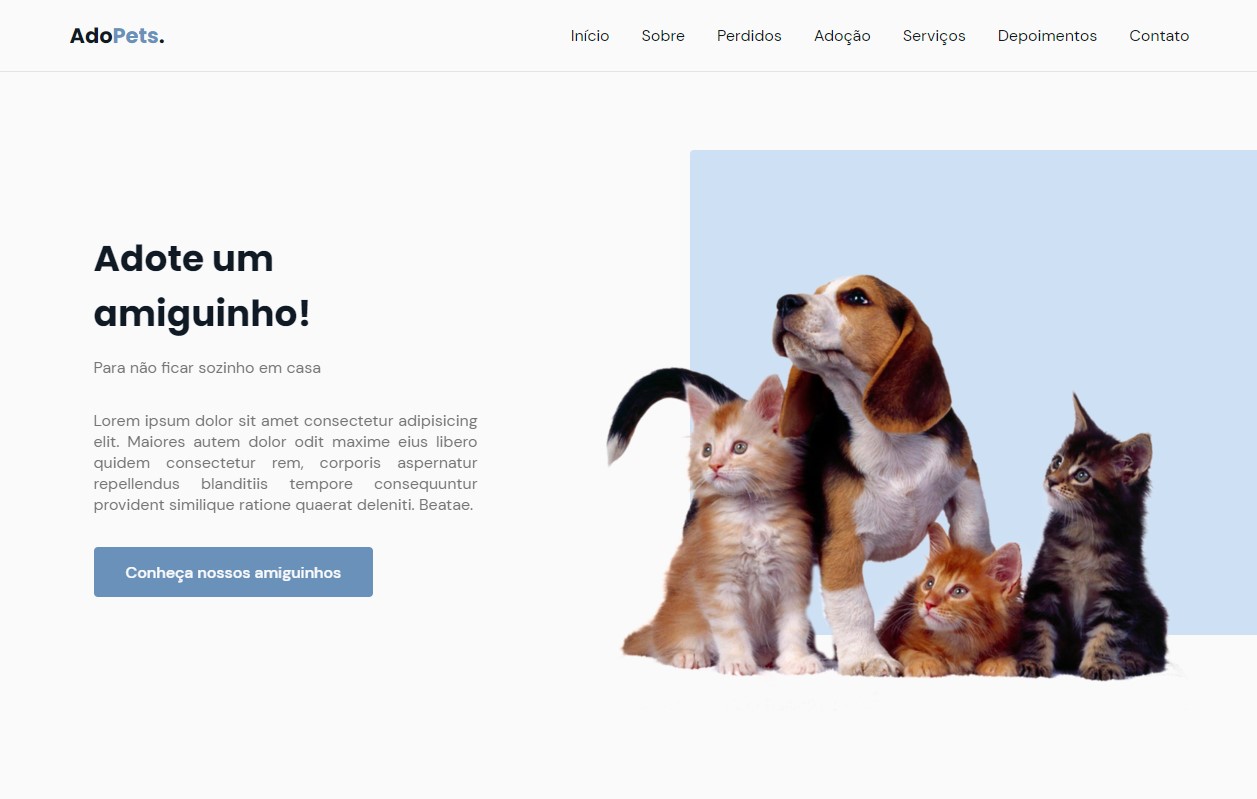 AdoPets.
Início Sobre Perdidos Adoção Serviços Depoimentos Contato
Adote um
amiguinho!
Para não ficar sozinho em casa
Lorem ipsum dolor sit amet consectetur adipisicing
elit. Maiores autem dolor odit maxime eius libero
quidem consectetur rem, corporis aspernatur
repellendus blanditiis tempore consequuntur
provident similique ratione quaerat deleniti. Beatae.
Conheça nossos amiguinhos